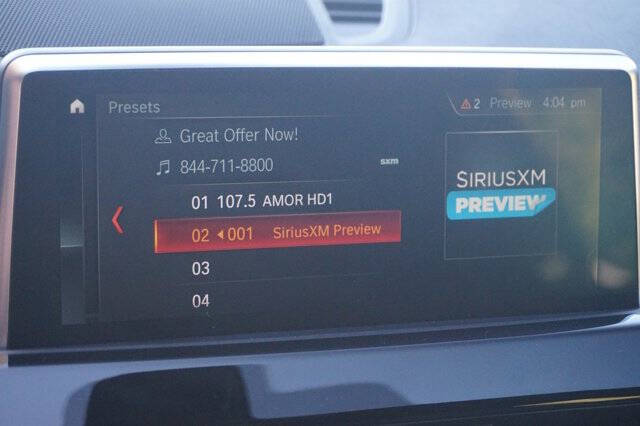 Presets
2 Preview 4:04 pm
Great Offer Now!
844-711-8800
sxm
01 107.5 AMOR HD1
02 ◄001 SiriusXM Preview
03
04
SIRIUSXM
PREVIEW